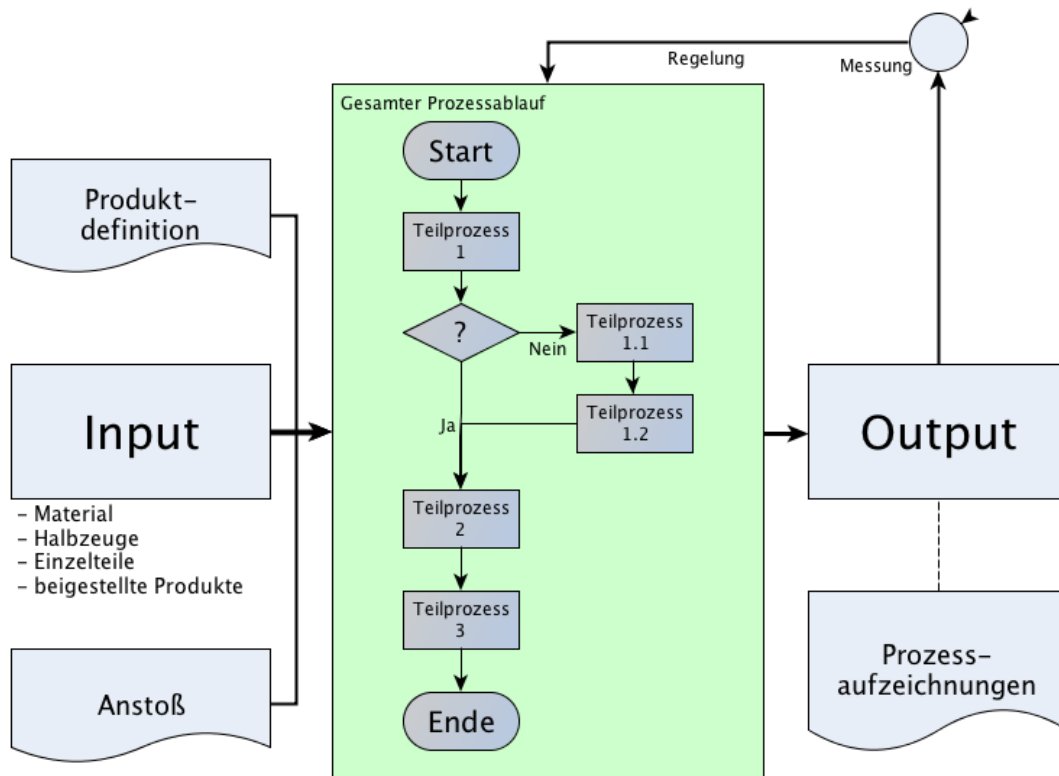 Regelung
Messung
Gesamter Prozessablauf
Start
Produkt-
definition
Teilprozess
1
?
Nein
Teilprozess
1.1
Ja
Teilprozess
1.2
Input
Output
– Material
– Halbzeuge
– Einzelteile
– beigestellte Produkte
Teilprozess
2
Teilprozess
3
Anstoß
Prozess-
aufzeichnungen
Ende